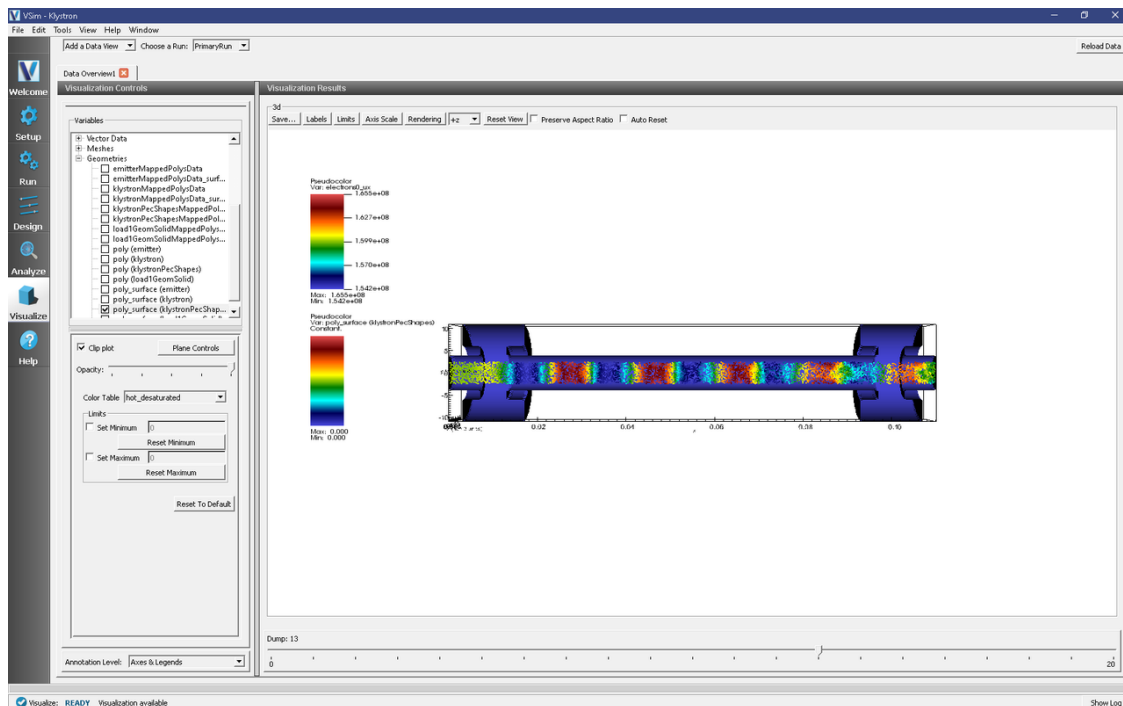 VSim - Klystron
File Edit Tools View Help Window
Add a Data View Choose a Run: PrimaryRun Reload Data
Data Overview1
Visualization Controls
Visualization Results
Welcome
Setup
Run
Design
Analyze
Visualize
Help
Variables
Vector Data
Meshes
Geometries
emitterMappedPolysData
emitterMappedPolysData_surf...
klystronMappedPolysData
klystronMappedPolysData_sur...
klystronPecShapesMappedPol...
klystronPecShapesMappedPol...
load1GeomSolidMappedPolys...
load1GeomSolidMappedPolys...
poly (emitter)
poly (klystron)
poly (klystronPecShapes)
poly (load1GeomSolid)
poly_surface (emitter)
poly_surface (klystron)
poly_surface (klystronPecShap...
Clip plot Plane Controls
Opacity:
Color Table hot_desaturated
Limits
Set Minimum 0
Reset Minimum
Set Maximum 0
Reset Maximum
Reset To Default
Annotation Level: Axes & Legends
3d
Save... Labels Limits Axis Scale Rendering +z Reset View Preserve Aspect Ratio Auto Reset
Pseudocolor
Var: electrons0_ux
1.655e+08
1.627e+08
1.599e+08
1.570e+08
1.542e+08
Max: 1.655e+08
Min: 1.542e+08
Pseudocolor
Var: poly_surface (klystronPecShapes)
Constant.
Max: 0.000
Min: 0.000
10
5
-5
-10
0.02 0.04 0.06 0.08 0.10
Dump: 13
0 20
Visualize: READY Visualization available Show Log